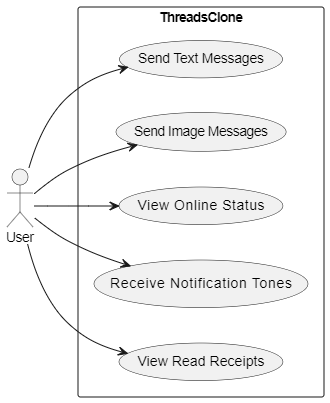 ThreadsClone
Send Text Messages
Send Image Messages
View Online Status
User
Receive Notification Tones
View Read Receipts